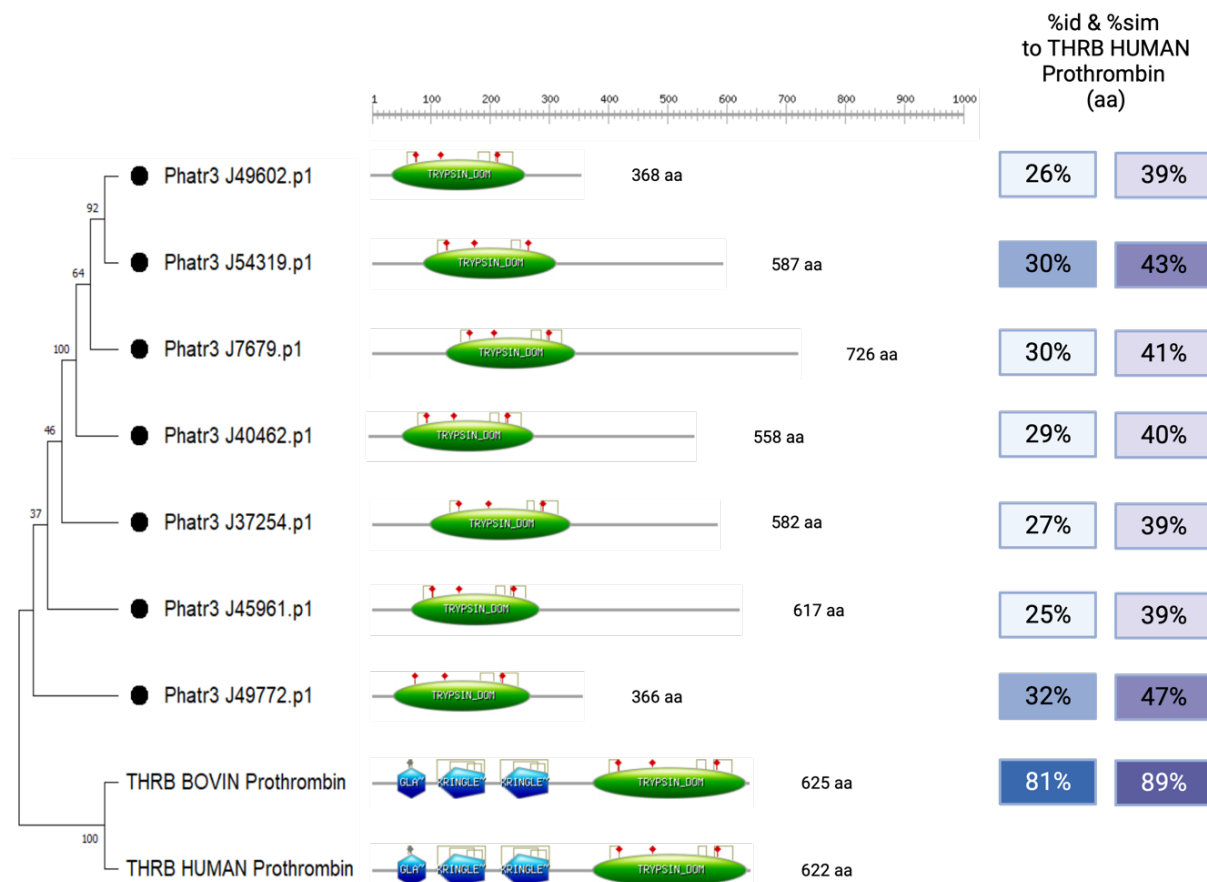 %id & %sim
to THRB HUMAN
Prothrombin
(aa)
1 100 200 300 400 500 600 700 800 900 1000
Phatr3 J49602.p1 TRYPSIN_DOM 368 aa 26% 39%
92
Phatr3 J54319.p1 TRYPSIN_DOM 587 aa 30% 43%
64
Phatr3 J7679.p1 TRYPSIN_DOM 726 aa 30% 41%
100
Phatr3 J40462.p1 TRYPSIN_DOM 558 aa 29% 40%
46
Phatr3 J37254.p1 TRYPSIN_DOM 582 aa 27% 39%
37
Phatr3 J45961.p1 TRYPSIN_DOM 617 aa 25% 39%
Phatr3 J49772.p1 TRYPSIN_DOM 366 aa 32% 47%
THRB BOVIN Prothrombin GLA~ KRINGLE~ KRINGLE~ TRYPSIN_DOM 625 aa 81% 89%
100
THRB HUMAN Prothrombin GLA~ KRINGLE~ KRINGLE~ TRYPSIN_DOM 622 aa